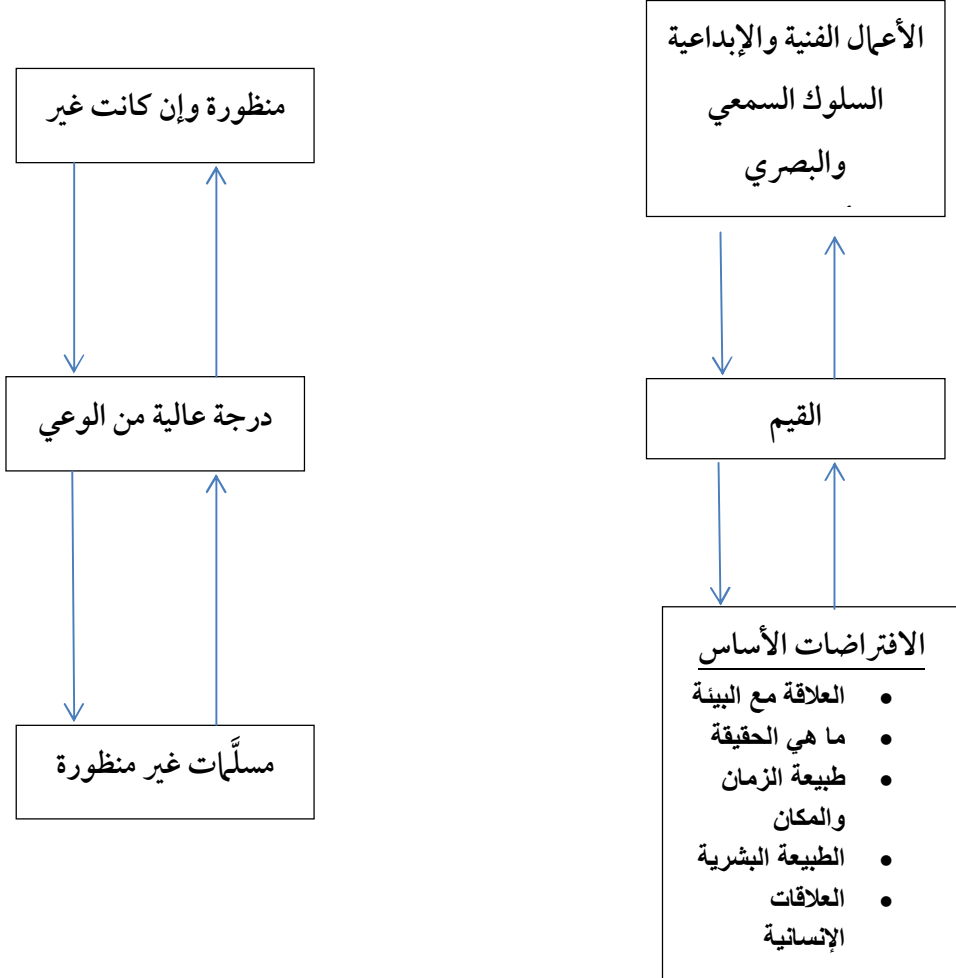 الأعمال الفنية والإبداعية
السلوك السمعي
والبصري
منظورة وإن كانت غير
القيم
درجة عالية من الوعي
الافتراضات الأساس
• العلاقة مع البيئة
• ما هي الحقيقة
• طبيعة الزمان
والمكان
• الطبيعة البشرية
• العلاقات
الإنسانية
مسلَّمات غير منظورة